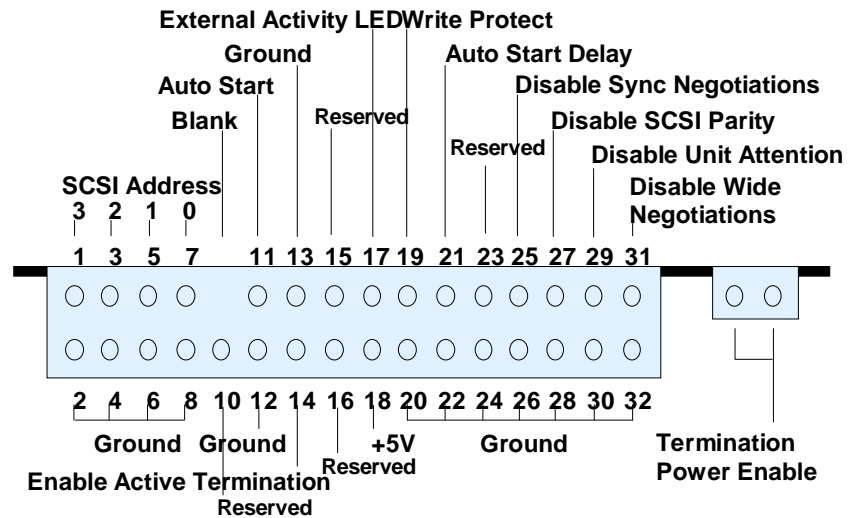 External Activity LED Write Protect
Ground Auto Start Delay
Auto Start Disable Sync Negotiations
Blank Reserved Disable SCSI Parity
Reserved Disable Unit Attention
SCSI Address Disable Wide
3 2 1 0 Negotiations
1 3 5 7 11 13 15 17 19 21 23 25 27 29 31
2 4 6 8 10 12 14 16 18 20 22 24 26 28 30 32
Ground Ground +5V Ground Termination
Enable Active Termination Reserved Power Enable
Reserved